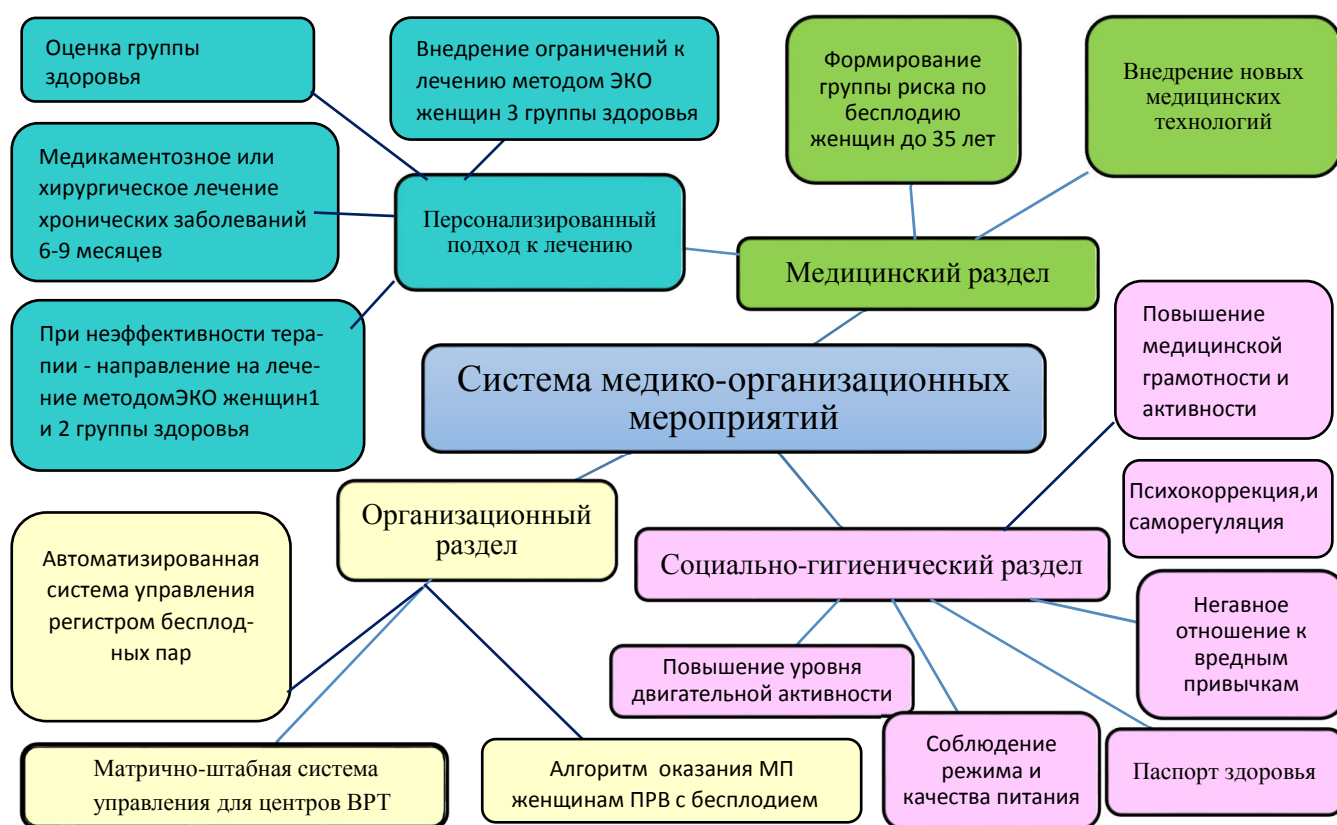 Оценка группы
здоровья
Внедрение ограничений к
лечению методом ЭКО
женщин 3 группы здоровья
Формирование
группы риска по
бесплодию
женщин до 35 лет
Внедрение новых
медицинских
технологий
Медикаментозное или
хирургическое лечение
хронических заболеваний
6-9 месяцев
Персонализированный
подход к лечению
Медицинский раздел
При неэффективности тера-
пии - направление на лече-
ние методомЭКО женщин1
и 2 группы здоровья
Система медико-организационных
мероприятий
Повышение
медицинской
грамотности и
активности
Психокоррекция,и
саморегуляция
Организационный
раздел
Социально-гигиенический раздел
Автоматизированная
система управления
регистром бесплод-
ных пар
Негавное
отношение к
вредным
привычкам
Повышение уровня
двигательной активности
Матрично-штабная система
управления для центров ВРТ
Алгоритм оказания МП
женщинам ПРВ с бесплодием
Соблюдение
режима и
качества питания
Паспорт здоровья